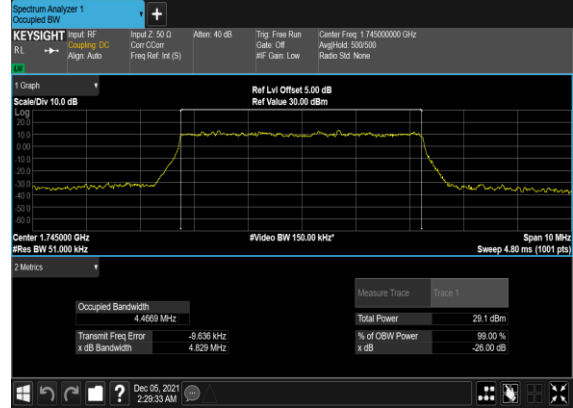 Spectrum Analyzer 1
Occupied BW
KEYSIGHT Input: RF Input Z: 50 Ω Atten: 40 dB Trig: Free Run Center Freq: 1.745000000 GHz
RL Coupling: DC Corr CCorr Gate: Off Avg|Hold: 500/500
Align: Auto Freq Ref: Int (S) #IF Gain: Low Radio Std: None
1 Graph
Ref Lvl Offset 5.00 dB
Scale/Div 10.0 dB Ref Value 30.00 dBm
Log
20.0
10.0
0.00
-10.0
-20.0
-30.0
-40.0
-50.0
-60.0
Center 1.745000 GHz #Video BW 150.00 kHz* Span 10 MHz
#Res BW 51.000 kHz Sweep 4.80 ms (1001 pts)
2 Metrics
Measure Trace Trace 1
Occupied Bandwidth
4.4669 MHz Total Power 29.1 dBm
Transmit Freq Error -9.636 kHz % of OBW Power 99.00 %
x dB Bandwidth 4.829 MHz x dB -26.00 dB
? Dec 05, 2021
2:29:33 AM